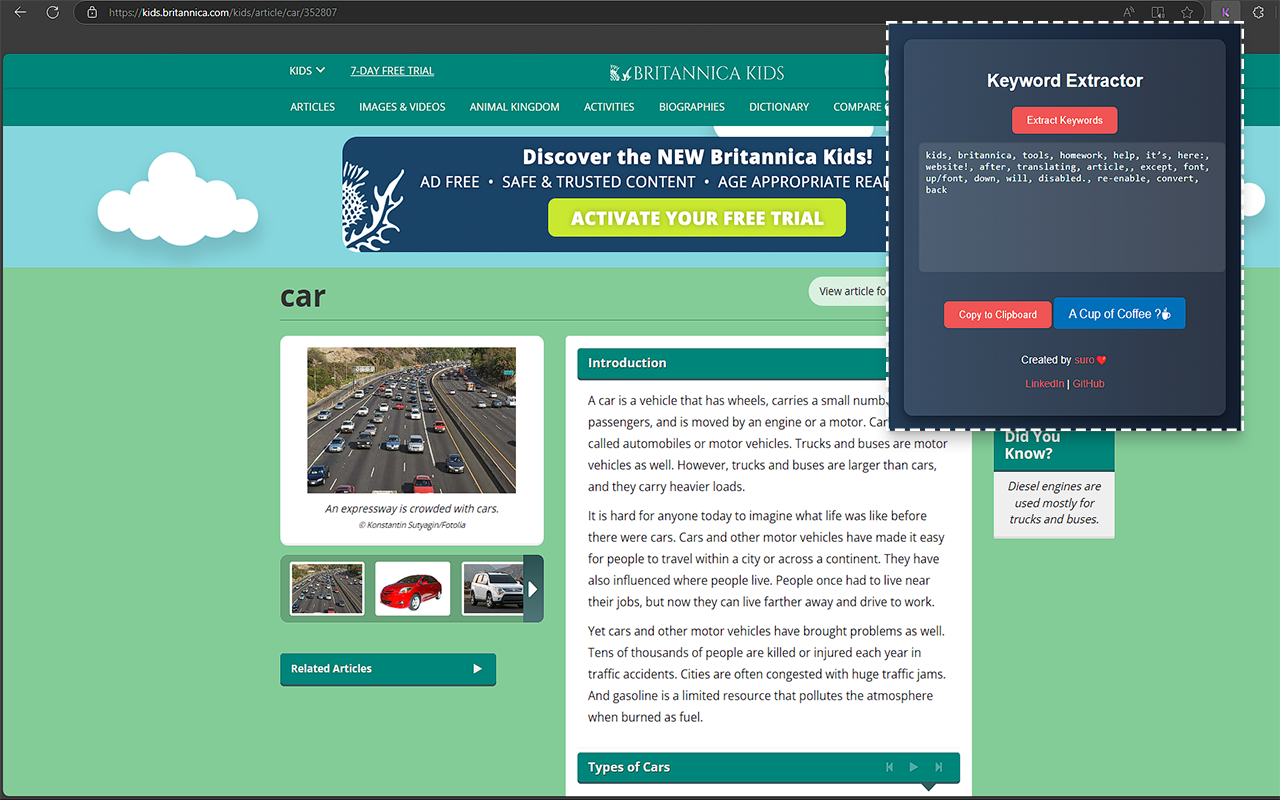 https://kids.britannica.com/kids/article/car/352807
KIDS
7-DAY FREE TRIAL
BRITANNICA KIDS
ARTICLES
IMAGES & VIDEOS
ANIMAL KINGDOM
ACTIVITIES
BIOGRAPHIES
DICTIONARY
COMPARE
Discover the NEW Britannica Kids!
AD FREE • SAFE & TRUSTED CONTENT • AGE APPROPRIATE
ACTIVATE YOUR FREE TRIAL
car
View article
An expressway is crowded with cars.
© Konstantin Sutyagin/Fotolia
Related Articles
Introduction
A car is a vehicle that has wheels, carries a small
passengers, and is moved by an engine or a motor.
called automobiles or motor vehicles. Trucks and buses are motor
vehicles as well. However, trucks and buses are larger than cars,
and they carry heavier loads.
It is hard for anyone today to imagine what life was like before
there were cars. Cars and other motor vehicles have made it easy
for people to travel within a city or across a continent. They have
also influenced where people live. People once had to live near
their jobs, but now they can live farther away and drive to work.
Yet cars and other motor vehicles have brought problems as well.
Tens of thousands of people are killed or injured each year in
traffic accidents. Cities are often congested with huge traffic jams.
And gasoline is a limited resource that pollutes the atmosphere
when burned as fuel.
Types of Cars
Did You
Know?
Diesel engines are
used mostly for
trucks and buses.
K
Keyword Extractor
Extract Keywords
kids, britannica, tools, homework, help, it’s, here:,
website!, after, translating, article,, except, font,
up/font, down, will, disabled., re-enable, convert,
back
Copy to Clipboard
A Cup of Coffee ?
Created by suro
LinkedIn | GitHub